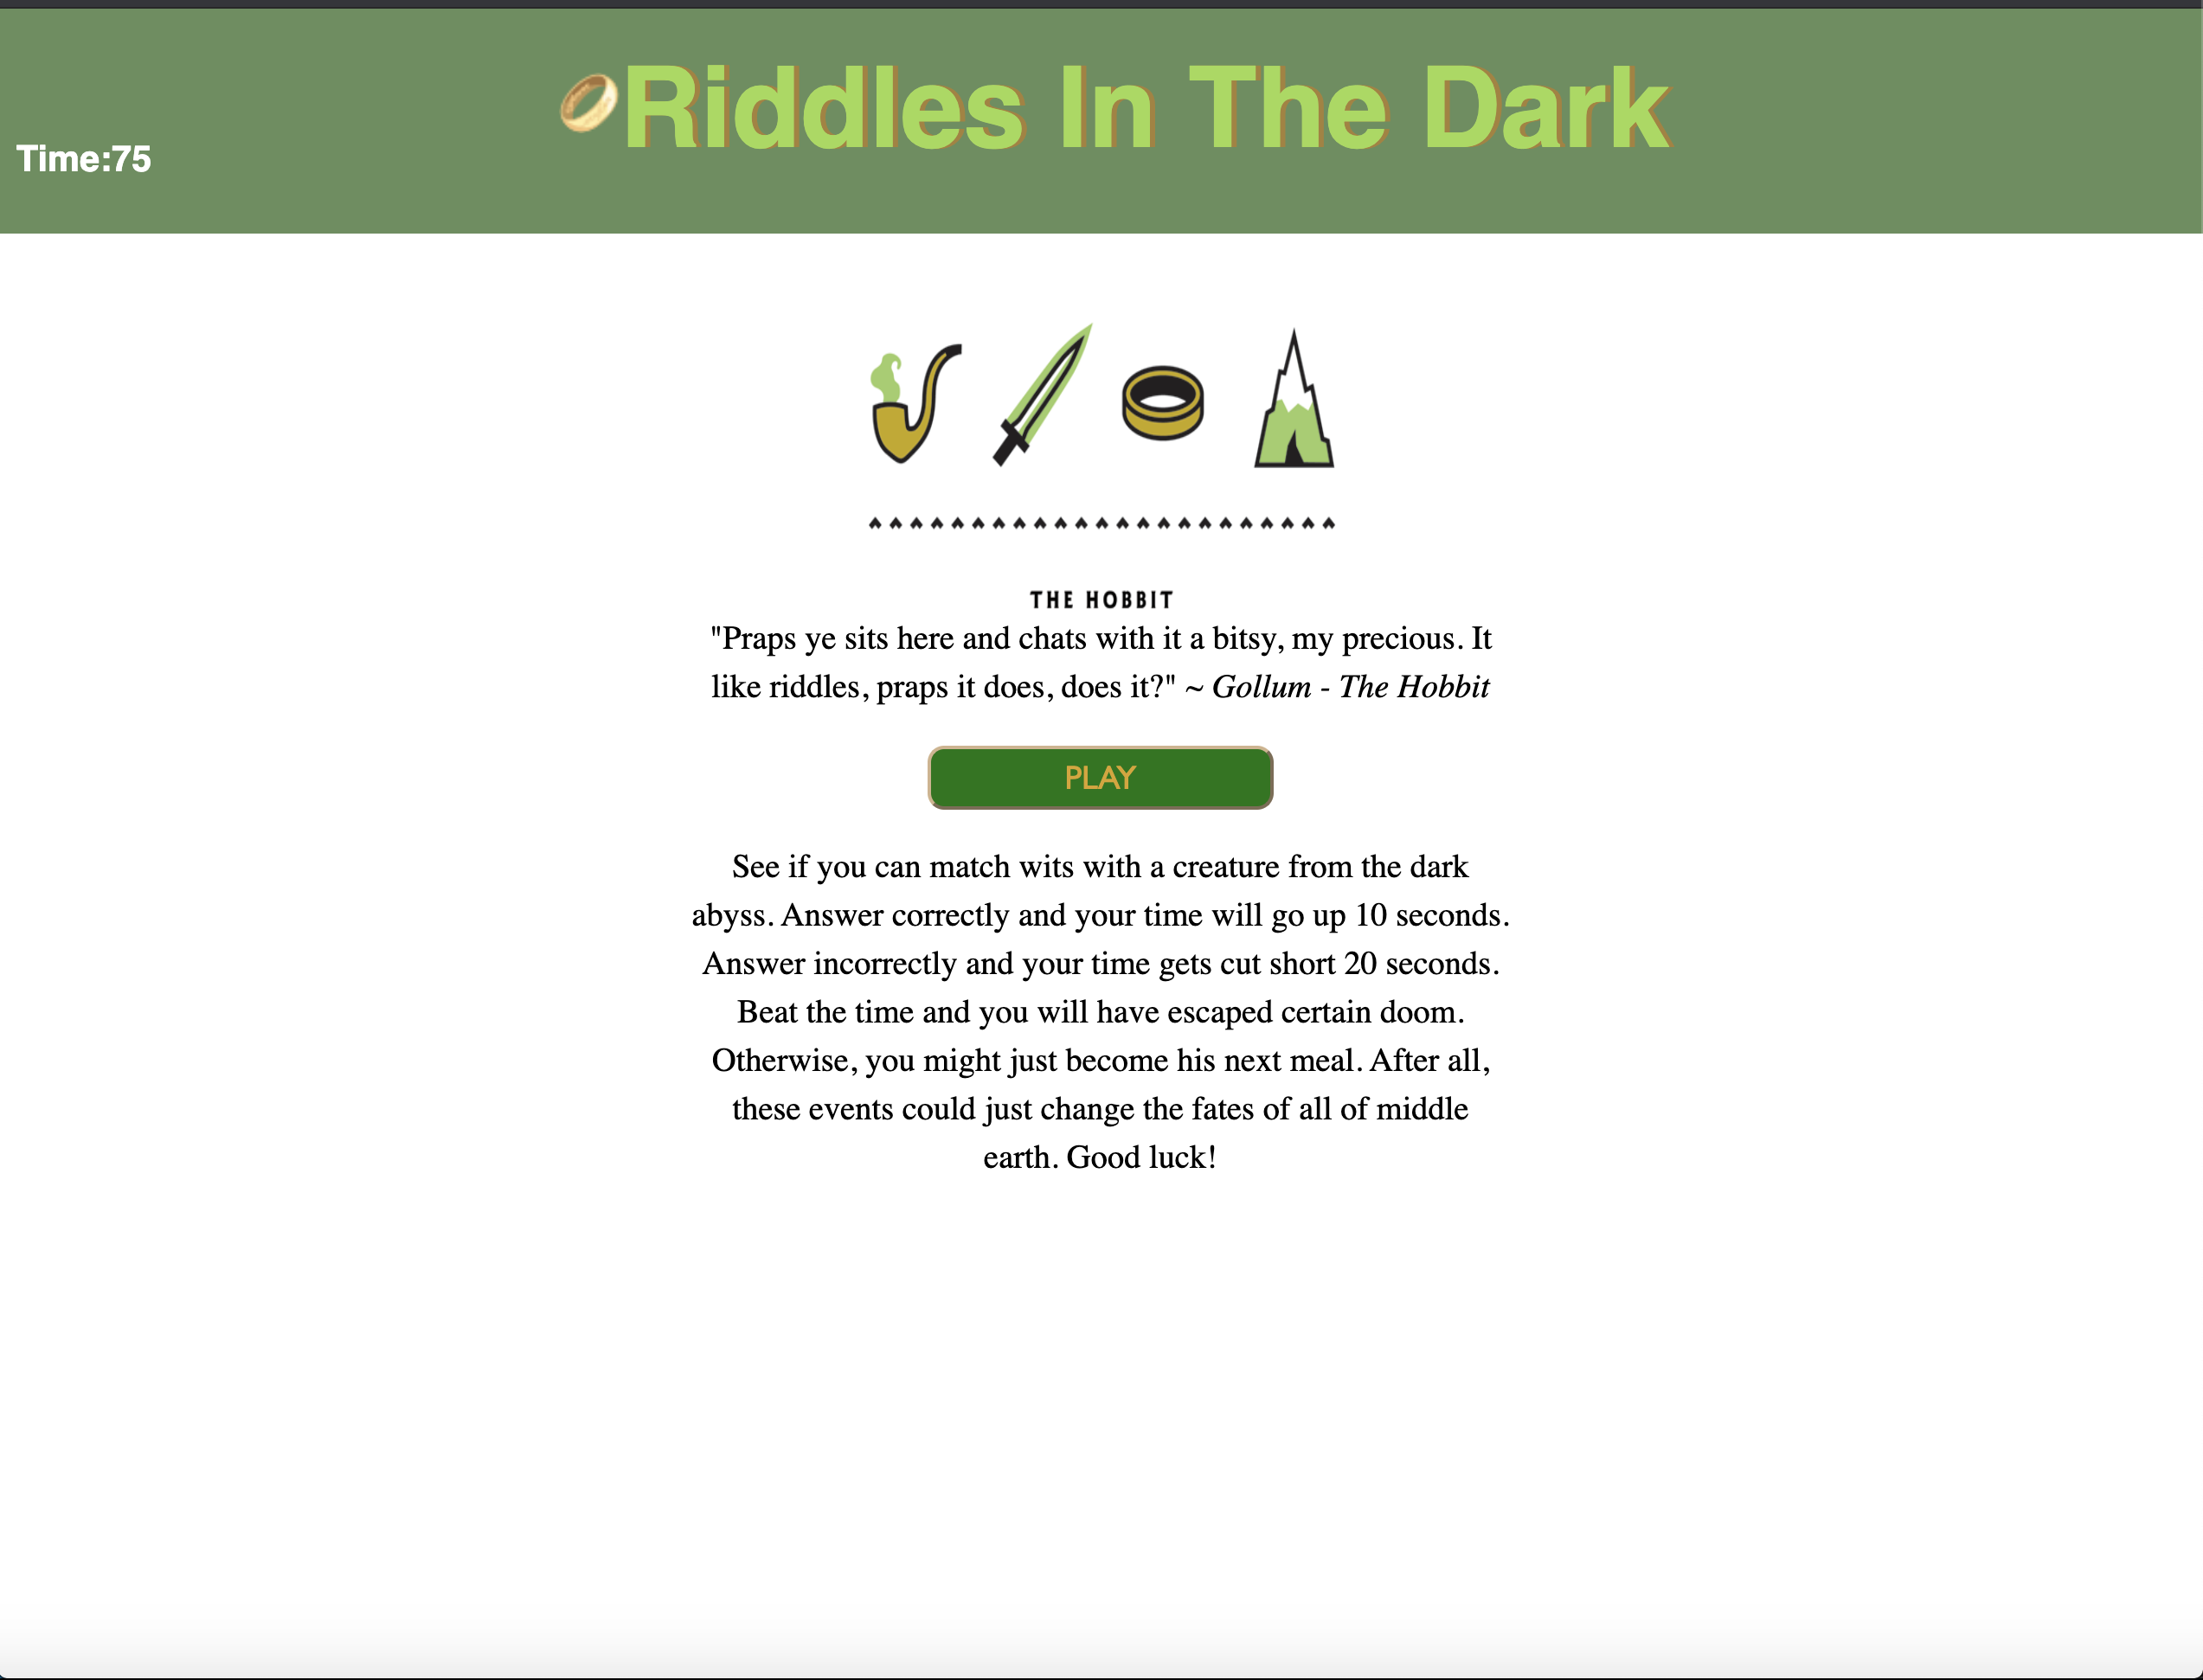 Riddles In The Dark
Time:75
THE HOBBIT
"Praps ye sits here and chats with it a bitsy, my precious. It
like riddles, praps it does, does it?" ~ Gollum - The Hobbit
PLAY
See if you can match wits with a creature from the dark
abyss. Answer correctly and your time will go up 10 seconds.
Answer incorrectly and your time gets cut short 20 seconds.
Beat the time and you will have escaped certain doom.
Otherwise, you might just become his next meal. After all,
these events could just change the fates of all of middle
earth. Good luck!